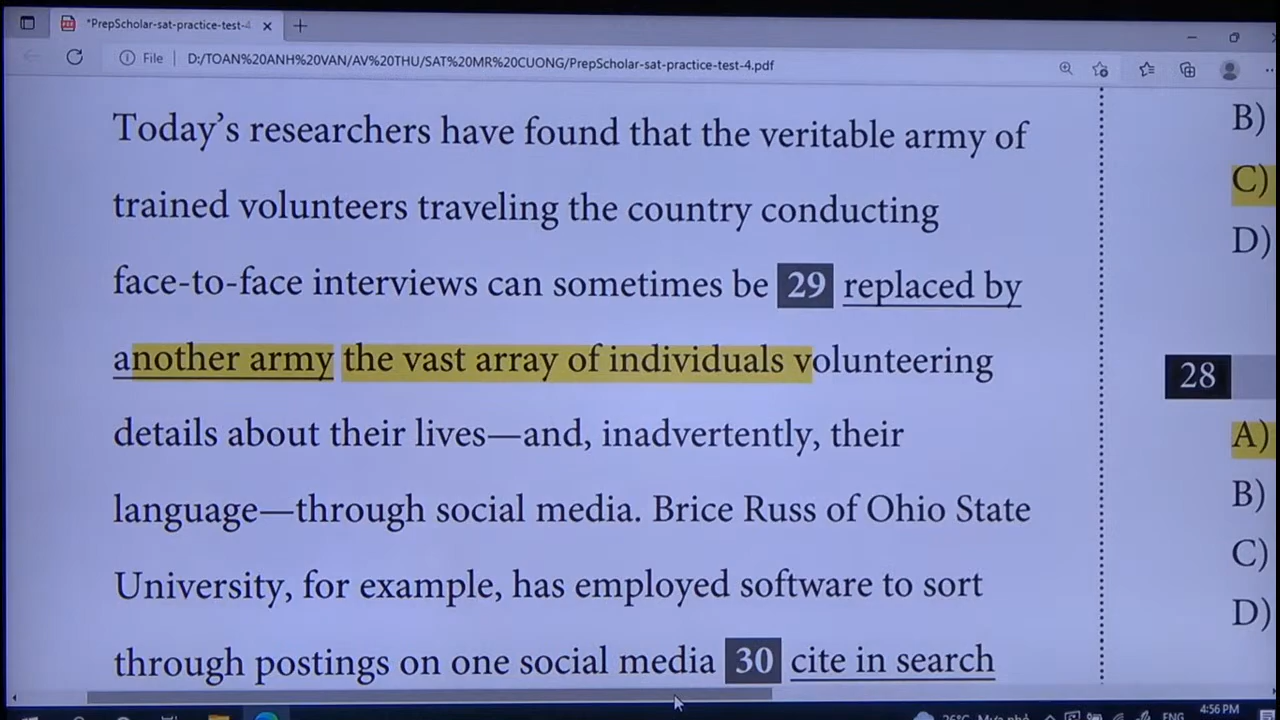 *PrepScholar-sat-practice-test-4
File D:/TOAN%20ANH%20VAN/AV%20THU/SAT%20MR%20CUONG/PrepScholar-sat-practice-test-4.pdf
Today's researchers have found that the veritable army of
trained volunteers traveling the country conducting
face-to-face interviews can sometimes be 29 replaced by
another army the vast array of individuals volunteering
details about their lives—and, inadvertently, their
language—through social media. Brice Russ of Ohio State
University, for example, has employed software to sort
through postings on one social media 30 cite in search
B)
C)
D)
28
A)
B)
C)
D)
ENG
4:56 PM